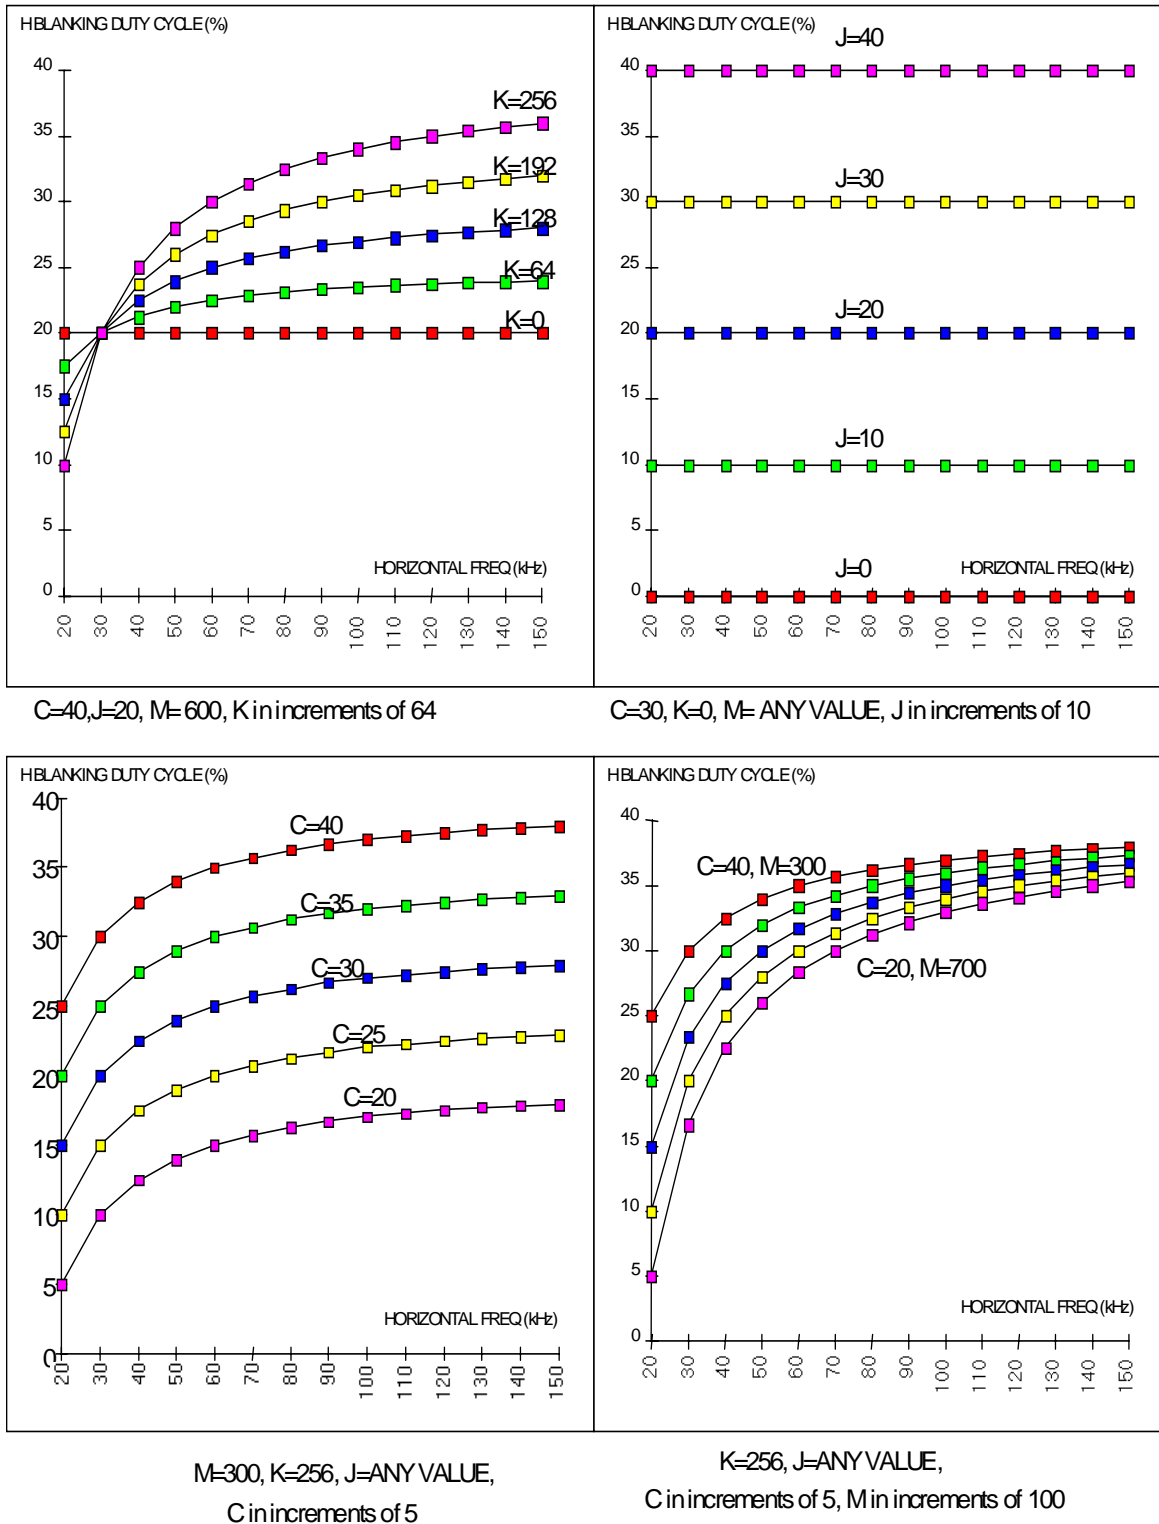 H BLANKING DUTY CYCLE (%)
40
35
30
25
20
15
10
5
0
K=256
K=192
K=128
K=64
K=0
HORIZONTAL FREQ (kHz)
20 30 40 50 60 70 80 90 100 110 120 130 140 150
H BLANKING DUTY CYCLE (%)
40
35
30
25
20
15
10
5
0
J=40
J=30
J=20
J=10
J=0
HORIZONTAL FREQ (kHz)
20 30 40 50 60 70 80 90 100 110 120 130 140 150
C=40,J=20, M= 600, K in increments of 64
C=30, K=0, M= ANY VALUE, J in increments of 10
H BLANKING DUTY CYCLE (%)
40
35
30
25
20
15
10
5
0
C=40
C=35
C=30
C=25
C=20
HORIZONTAL FREQ (kHz)
20 30 40 50 60 70 80 90 100 110 120 130 140 150
H BLANKING DUTY CYCLE (%)
40
35
30
25
20
15
10
5
0
C=40, M=300
C=20, M=700
HORIZONTAL FREQ (kHz)
20 30 40 50 60 70 80 90 100 110 120 130 140 150
M=300, K=256, J=ANY VALUE,
C in increments of 5
K=256, J=ANY VALUE,
C in increments of 5, M in increments of 100